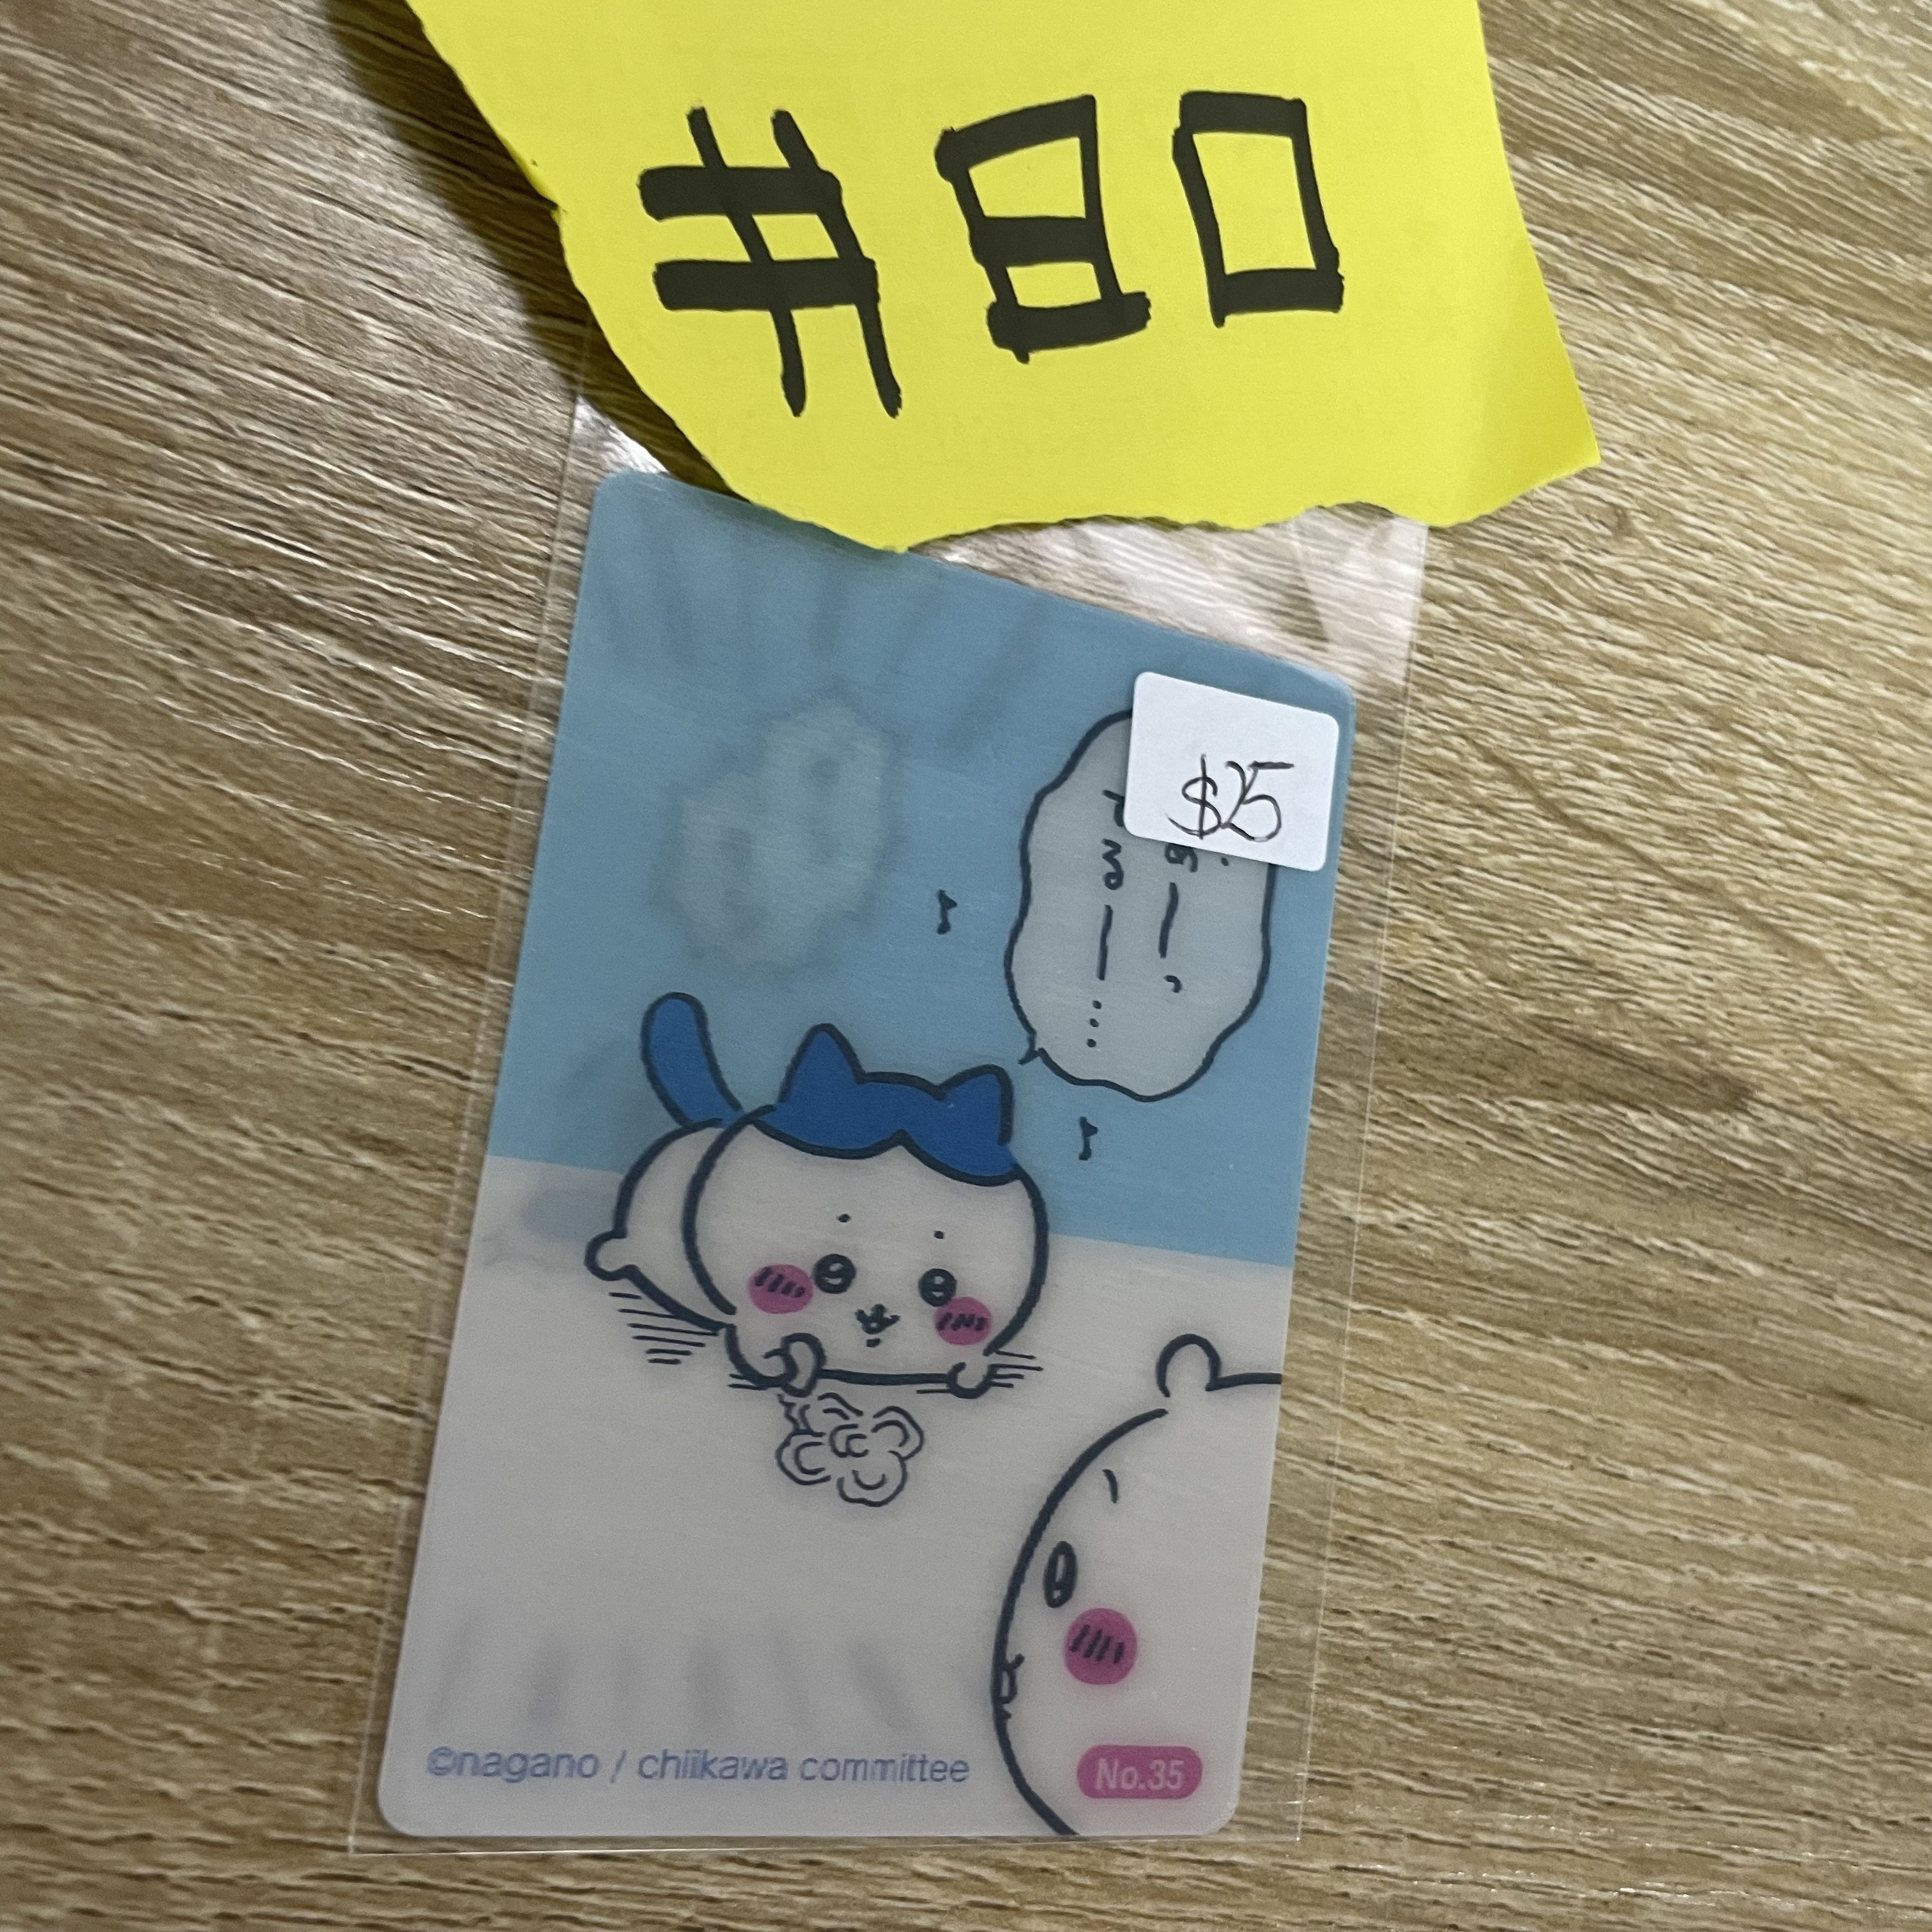 #80
$25
©nagano / chiikawa committee
No.35